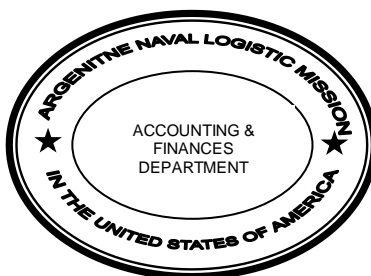 ARGENITNE NAVAL LOGISTIC MISSION
ACCOUNTING &
FINANCES
DEPARTMENT
IN THE UNITED STATES OF AMERICA